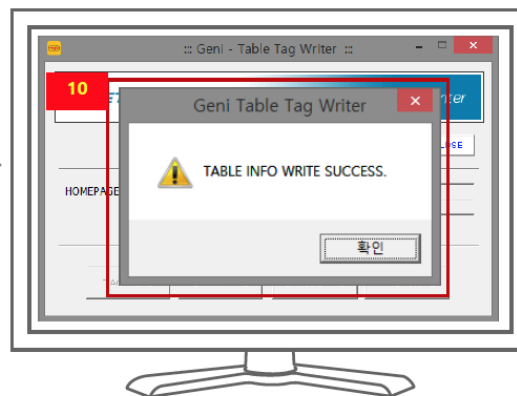 ::: Geni - Table Tag Writer :::
10
Geni Table Tag Writer
TABLE INFO WRITE SUCCESS.
HOMEPAGE
확인